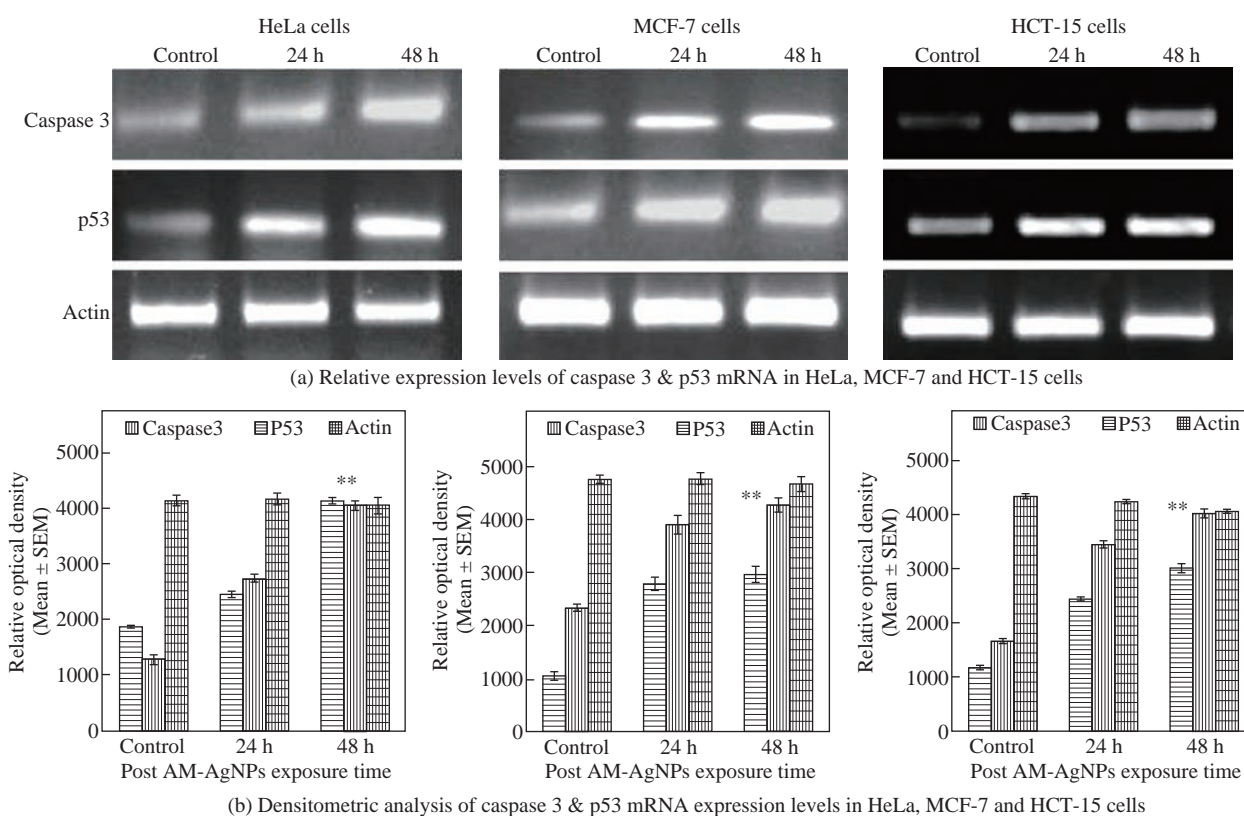 HeLa cells
Control 24 h 48 h
MCF-7 cells
Control 24 h 48 h
HCT-15 cells
Control 24 h 48 h
Caspase 3
p53
Actin
(a) Relative expression levels of caspase 3 & p53 mRNA in HeLa, MCF-7 and HCT-15 cells
Relative optical density
(Mean ± SEM)
Caspase3 P53 Actin
5000
4000
3000
2000
1000
0
**
Control 24 h 48 h
Post AM-AgNPs exposure time
Relative optical density
(Mean ± SEM)
Caspase3 P53 Actin
5000
4000
3000
2000
1000
0
**
Control 24 h 48 h
Post AM-AgNPs exposure time
Relative optical density
(Mean ± SEM)
Caspase3 P53 Actin
5000
4000
3000
2000
1000
0
**
Control 24 h 48 h
Post AM-AgNPs exposure time
(b) Densitometric analysis of caspase 3 & p53 mRNA expression levels in HeLa, MCF-7 and HCT-15 cells